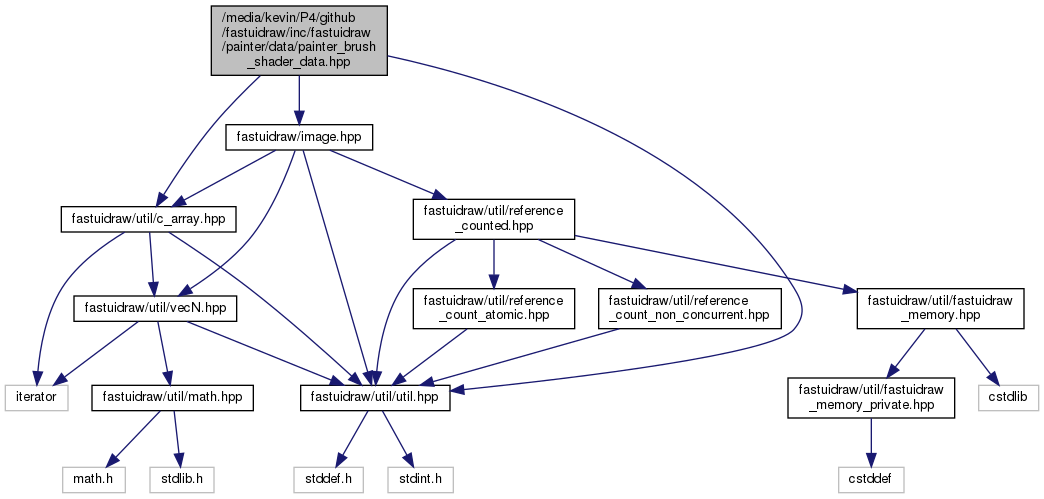 /media/kevin/P4/github
/fastuidraw/inc/fastuidraw
/painter/data/painter_brush
_shader_data.hpp
fastuidraw/image.hpp
fastuidraw/util/c_array.hpp
fastuidraw/util/reference
_counted.hpp
fastuidraw/util/vecN.hpp
fastuidraw/util/reference
_count_atomic.hpp
fastuidraw/util/reference
_count_non_concurrent.hpp
fastuidraw/util/fastuidraw
_memory.hpp
iterator
fastuidraw/util/math.hpp
fastuidraw/util/util.hpp
fastuidraw/util/fastuidraw
_memory_private.hpp
cstdlib
math.h
stdlib.h
stddef.h
stdint.h
cstddef